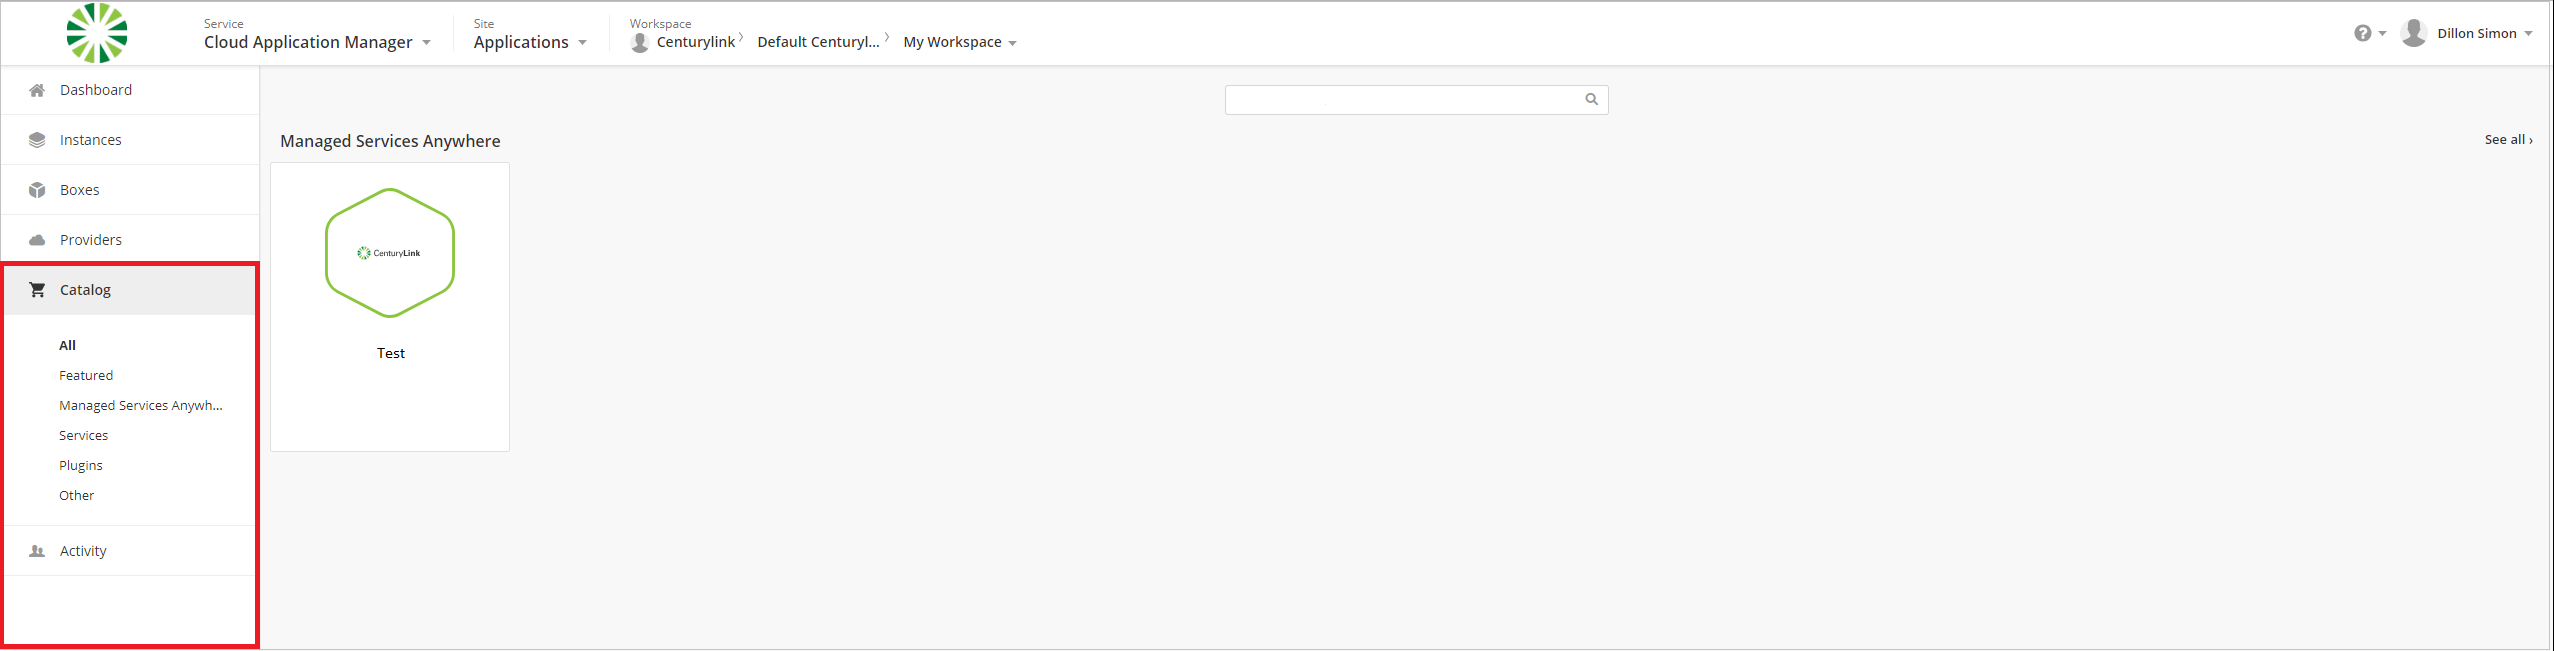 Service
Cloud Application Manager
Site
Applications
Workspace
Centurylink
Default Centuryl...
My Workspace
?
Dillon Simon
Dashboard
Instances
Boxes
Providers
Catalog
All
Featured
Managed Services Anywh...
Services
Plugins
Other
Activity
Managed Services Anywhere
See all ›
CenturyLink
Test